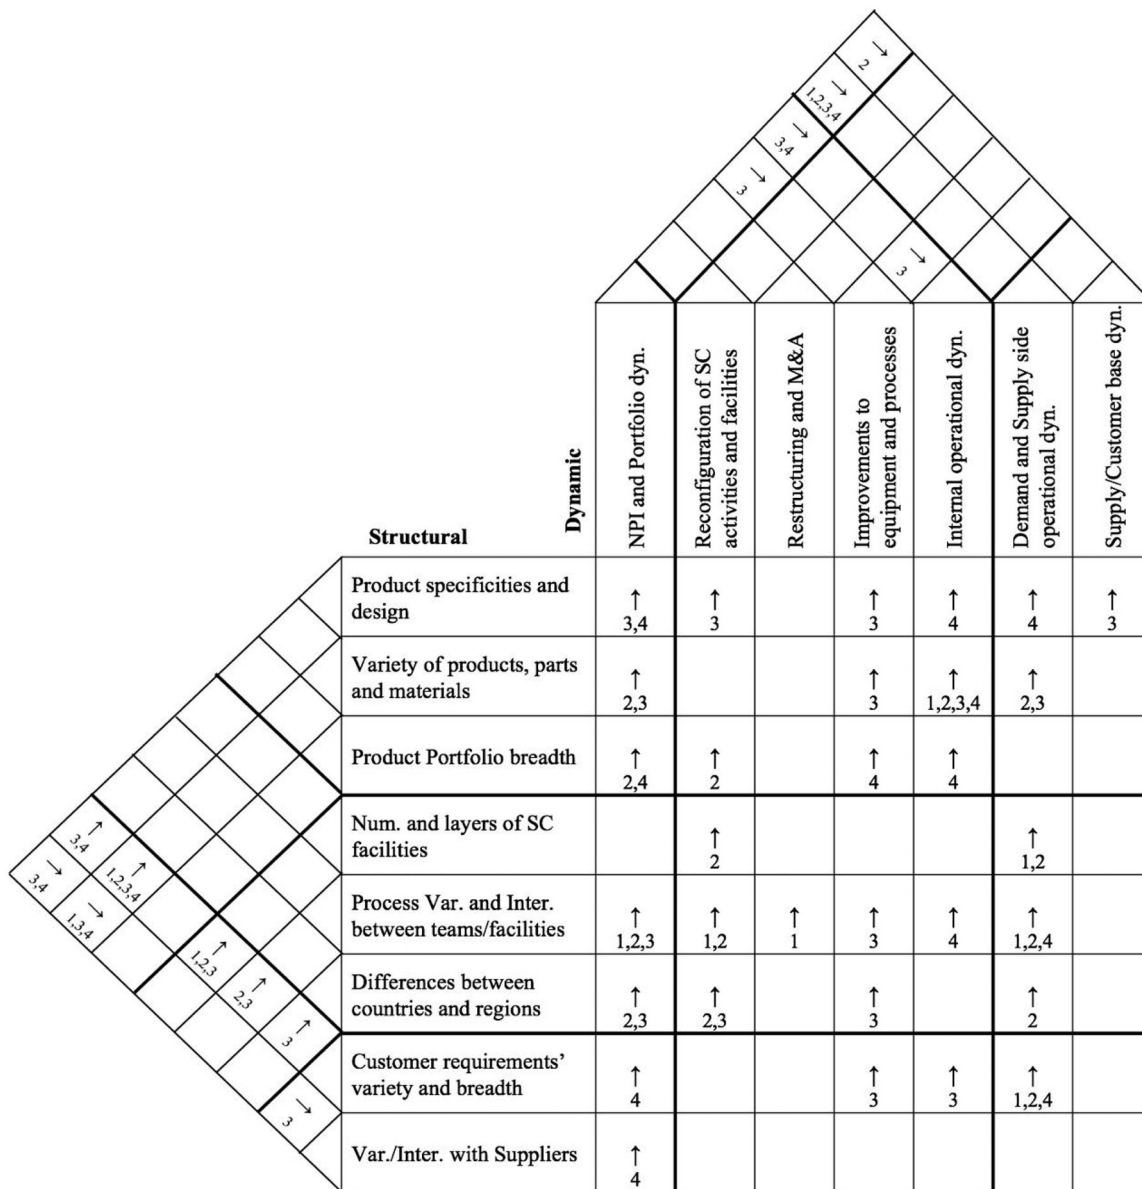 →
2
→
1,2,3,4
→
3,4
→
3
→
3
Structural
Dynamic
NPI and Portfolio dyn.
Reconfiguration of SC
activities and facilities
Restructuring and M&A
Improvements to
equipment and processes
Internal operational dyn.
Demand and Supply side
operational dyn.
Supply/Customer base dyn.
Product specificities and
design
↑ ↑ ↑ ↑ ↑ ↑
3,4 3 3 4 4 3
Variety of products, parts
and materials
↑ ↑ ↑ ↑
2,3 3 1,2,3,4 2,3
Product Portfolio breadth
↑ ↑ ↑ ↑
2,4 2 4 4
Num. and layers of SC
facilities
↑ ↑
2 1,2
Process Var. and Inter.
between teams/facilities
↑ ↑ ↑ ↑ ↑ ↑
1,2,3 1,2 1 3 4 1,2,4
Differences between
countries and regions
↑ ↑ ↑ ↑
2,3 2,3 3 2
Customer requirements’
variety and breadth
↑ ↑ ↑ ↑
4 3 3 1,2,4
Var./Inter. with Suppliers
↑
4
↑
3,4
↑
1,2,3,4
→
3,4
→
1,3,4
↑
1,2,3
↑
2,3
↑
3
→
3